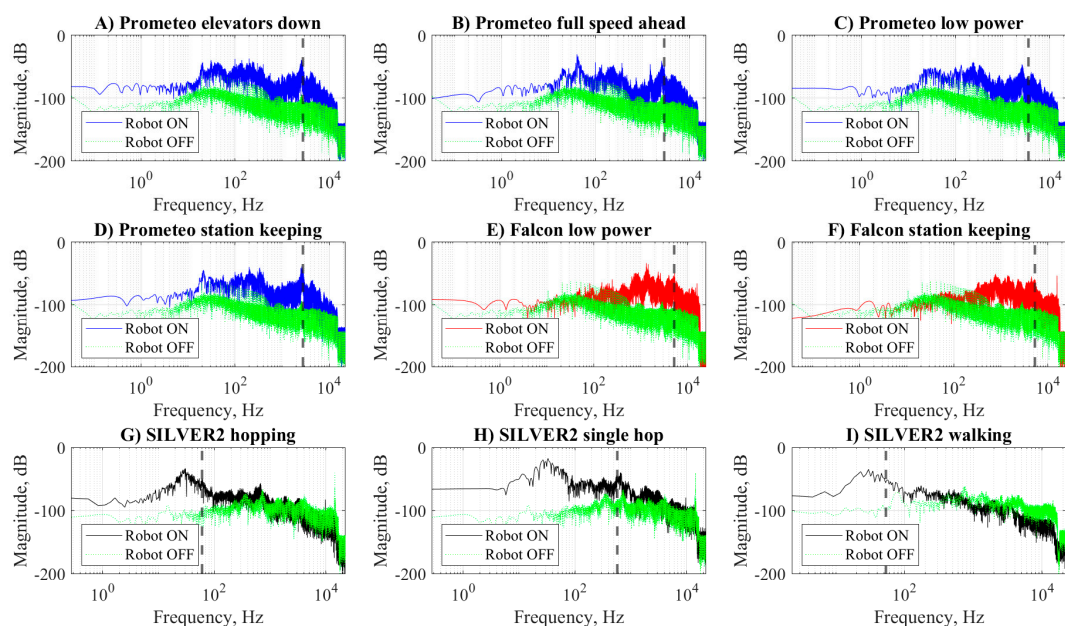 A) Prometeo elevators down
B) Prometeo full speed ahead
C) Prometeo low power
Magnitude, dB
0
-100
-200
Robot ON
Robot OFF
10^0
10^2
10^4
Frequency, Hz
Magnitude, dB
0
-100
-200
Robot ON
Robot OFF
10^0
10^2
10^4
Frequency, Hz
Magnitude, dB
0
-100
-200
Robot ON
Robot OFF
10^0
10^2
10^4
Frequency, Hz
D) Prometeo station keeping
E) Falcon low power
F) Falcon station keeping
Magnitude, dB
0
-100
-200
Robot ON
Robot OFF
10^0
10^2
10^4
Frequency, Hz
Magnitude, dB
0
-100
-200
Robot ON
Robot OFF
10^0
10^2
10^4
Frequency, Hz
Magnitude, dB
0
-100
-200
Robot ON
Robot OFF
10^0
10^2
10^4
Frequency, Hz
G) SILVER2 hopping
H) SILVER2 single hop
I) SILVER2 walking
Magnitude, dB
0
-100
-200
Robot ON
Robot OFF
10^0
10^2
10^4
Frequency, Hz
Magnitude, dB
0
-100
-200
Robot ON
Robot OFF
10^0
10^2
10^4
Frequency, Hz
Magnitude, dB
0
-100
-200
Robot ON
Robot OFF
10^2
10^4
Frequency, Hz